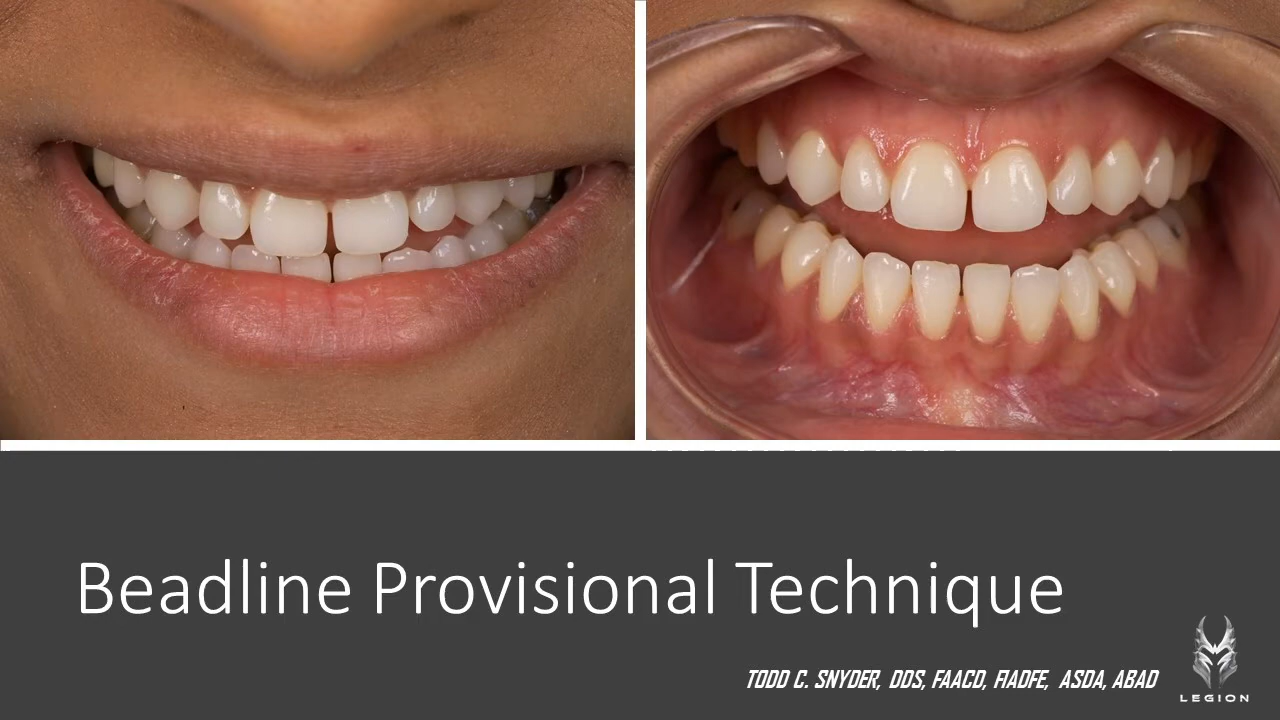 Beadline Provisional Technique
TODD C. SNYDER, DDS, FAACD, FIADFE, ASDA, ABAD
LEGION